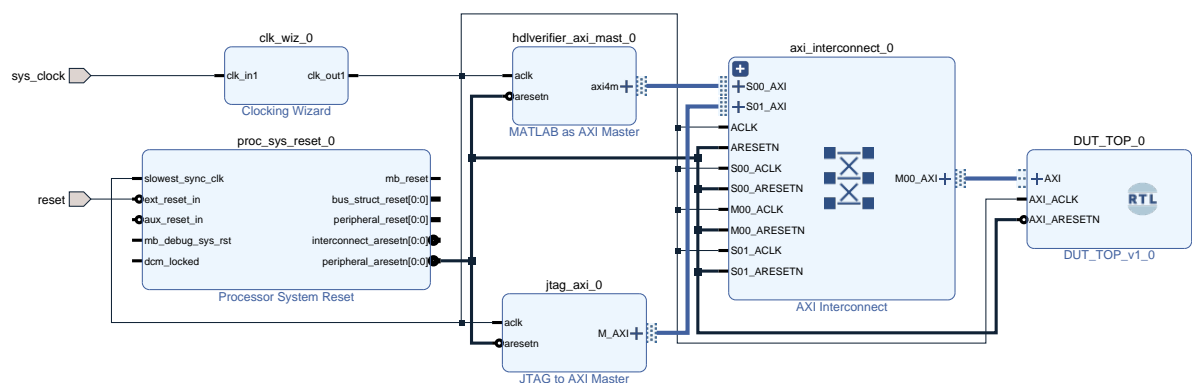 sys_clock
reset
clk_wiz_0
clk_in1
clk_out1
Clocking Wizard
proc_sys_reset_0
slowest_sync_clk
ext_reset_in
aux_reset_in
mb_debug_sys_rst
dcm_locked
mb_reset
bus_struct_reset[0:0]
peripheral_reset[0:0]
interconnect_aresetn[0:0]
peripheral_aresetn[0:0]
Processor System Reset
hdlverifier_axi_mast_0
aclk
aresetn
axi4m
MATLAB as AXI Master
jtag_axi_0
aclk
aresetn
M_AXI
JTAG to AXI Master
axi_interconnect_0
S00_AXI
S01_AXI
ACLK
ARESETN
S00_ACLK
S00_ARESETN
M00_ACLK
M00_ARESETN
S01_ACLK
S01_ARESETN
M00_AXI
AXI Interconnect
DUT_TOP_0
AXI
AXI_ACLK
AXI_ARESETN
RTL
DUT_TOP_v1_0